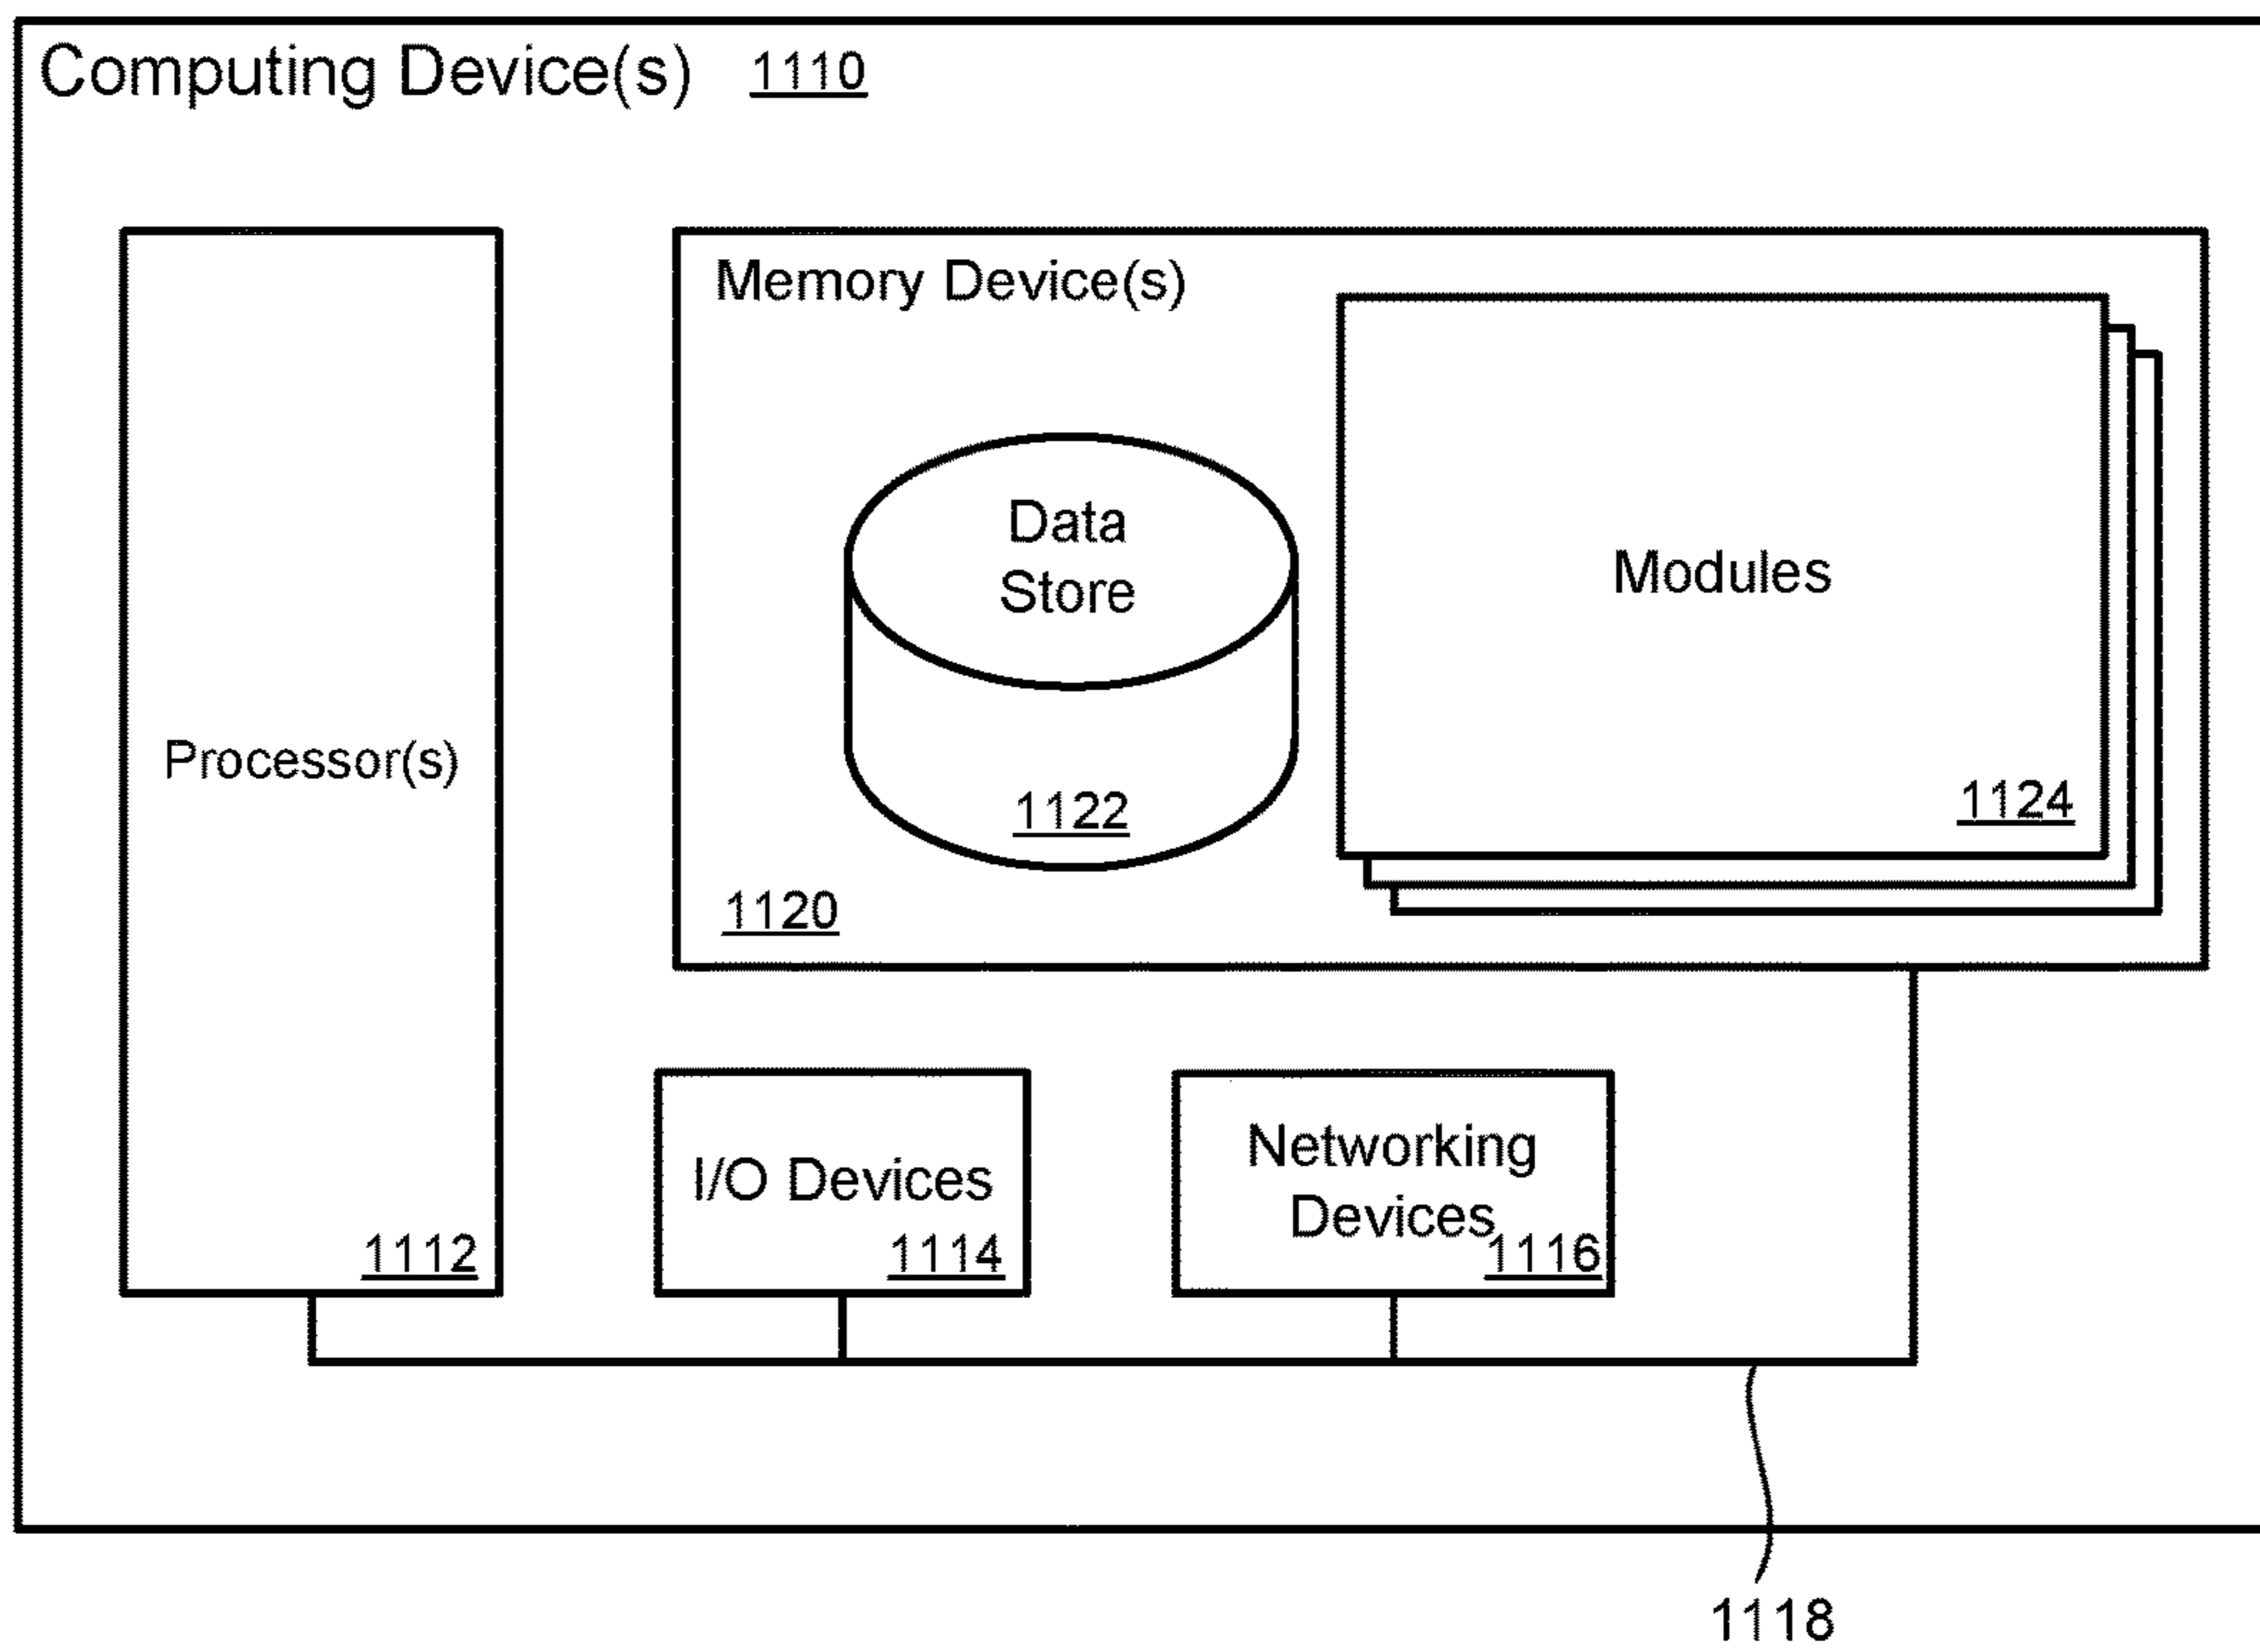 Computing Device(s) 1110
Memory Device(s)
Data
Store
1122
Modules
1124
1120
Processor(s)
1112
I/O Devices
1114
Networking
Devices
1116
1118